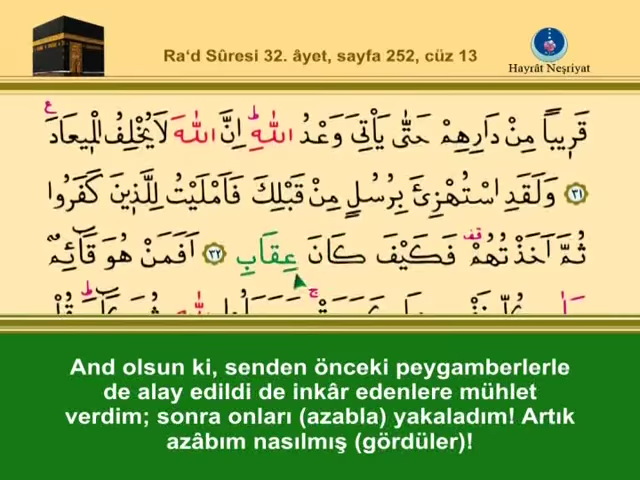 Ra‘d Sûresi 32. âyet, sayfa 252, cüz 13
Hayrât Neşriyat
قَر۪يبًا مِنْ دَارِهِمْ حَتّٰى يَأْتِيَ وَعْدُ اللّٰهِۜ اِنَّ اللّٰهَ لَا يُخْلِفُ الْم۪يعَادَ
﴿٣١﴾ وَلَقَدِ اسْتُهْزِئَ بِرُسُلٍ مِنْ قَبْلِكَ فَاَمْلَيْتُ لِلَّذ۪ينَ كَفَرُوا
ثُمَّ اَخَذْتُهُمْ فَكَيْفَ كَانَ عِقَابِ ﴿٣٢﴾ اَفَمَنْ هُوَ قَٓائِمٌ
And olsun ki, senden önceki peygamberlerle
de alay edildi de inkâr edenlere mühlet
verdim; sonra onları (azabla) yakaladım! Artık
azâbım nasılmış (gördüler)!